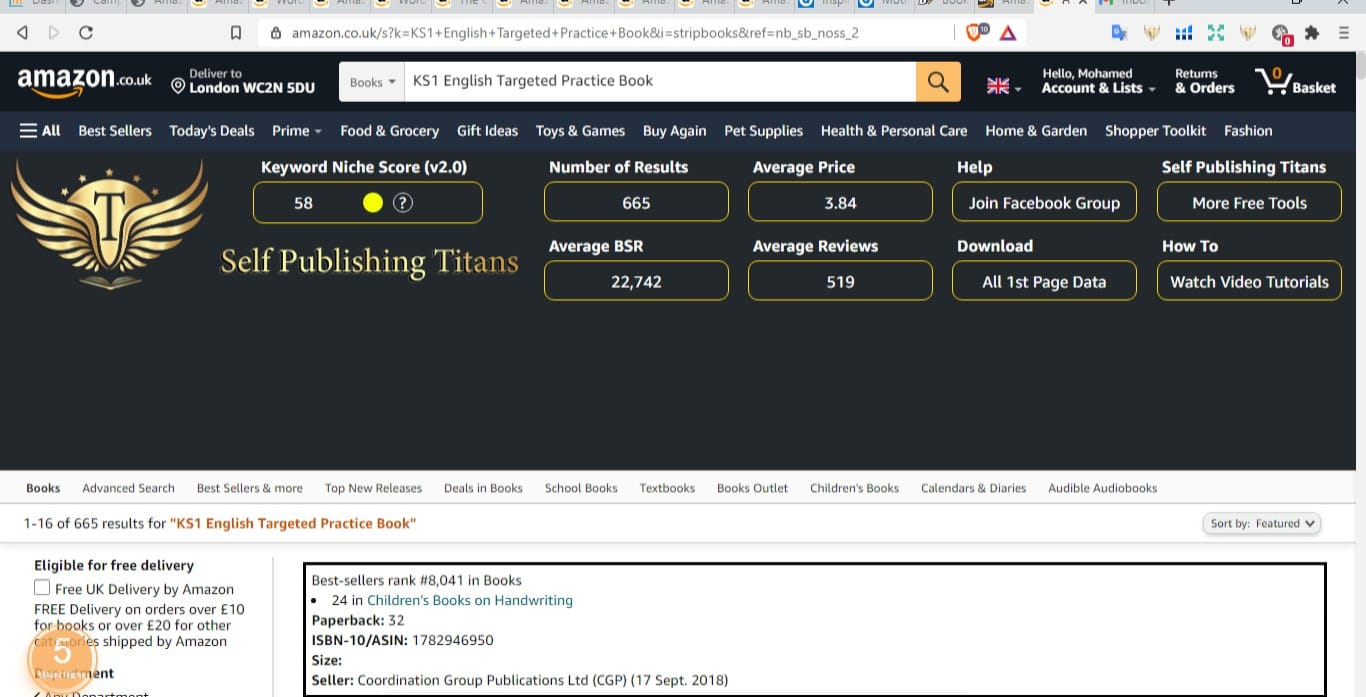 amazon.co.uk/s?k=KS1+English+Targeted+Practice+Book&i=stripbooks&ref=nb_sb_noss_2
10
0
amazon.co.uk
Deliver to
London WC2N 5DU
Books
KS1 English Targeted Practice Book
Hello, Mohamed
Account & Lists
Returns
& Orders
0
Basket
All Best Sellers Today's Deals Prime Food & Grocery Gift Ideas Toys & Games Buy Again Pet Supplies Health & Personal Care Home & Garden Shopper Toolkit Fashion
Keyword Niche Score (v2.0) Number of Results Average Price Help Self Publishing Titans
T
58 ? 665 3.84 Join Facebook Group More Free Tools
Self Publishing Titans
Average BSR Average Reviews Download How To
22,742 519 All 1st Page Data Watch Video Tutorials
Books Advanced Search Best Sellers & more Top New Releases Deals in Books School Books Textbooks Books Outlet Children's Books Calendars & Diaries Audible Audiobooks
1-16 of 665 results for "KS1 English Targeted Practice Book"
Sort by: Featured
Eligible for free delivery
Free UK Delivery by Amazon
FREE Delivery on orders over £10
for books or over £20 for other
categories shipped by Amazon
5
Department
Any Department
Best-sellers rank #8,041 in Books
• 24 in Children's Books on Handwriting
Paperback: 32
ISBN-10/ASIN: 1782946950
Size:
Seller: Coordination Group Publications Ltd (CGP) (17 Sept. 2018)